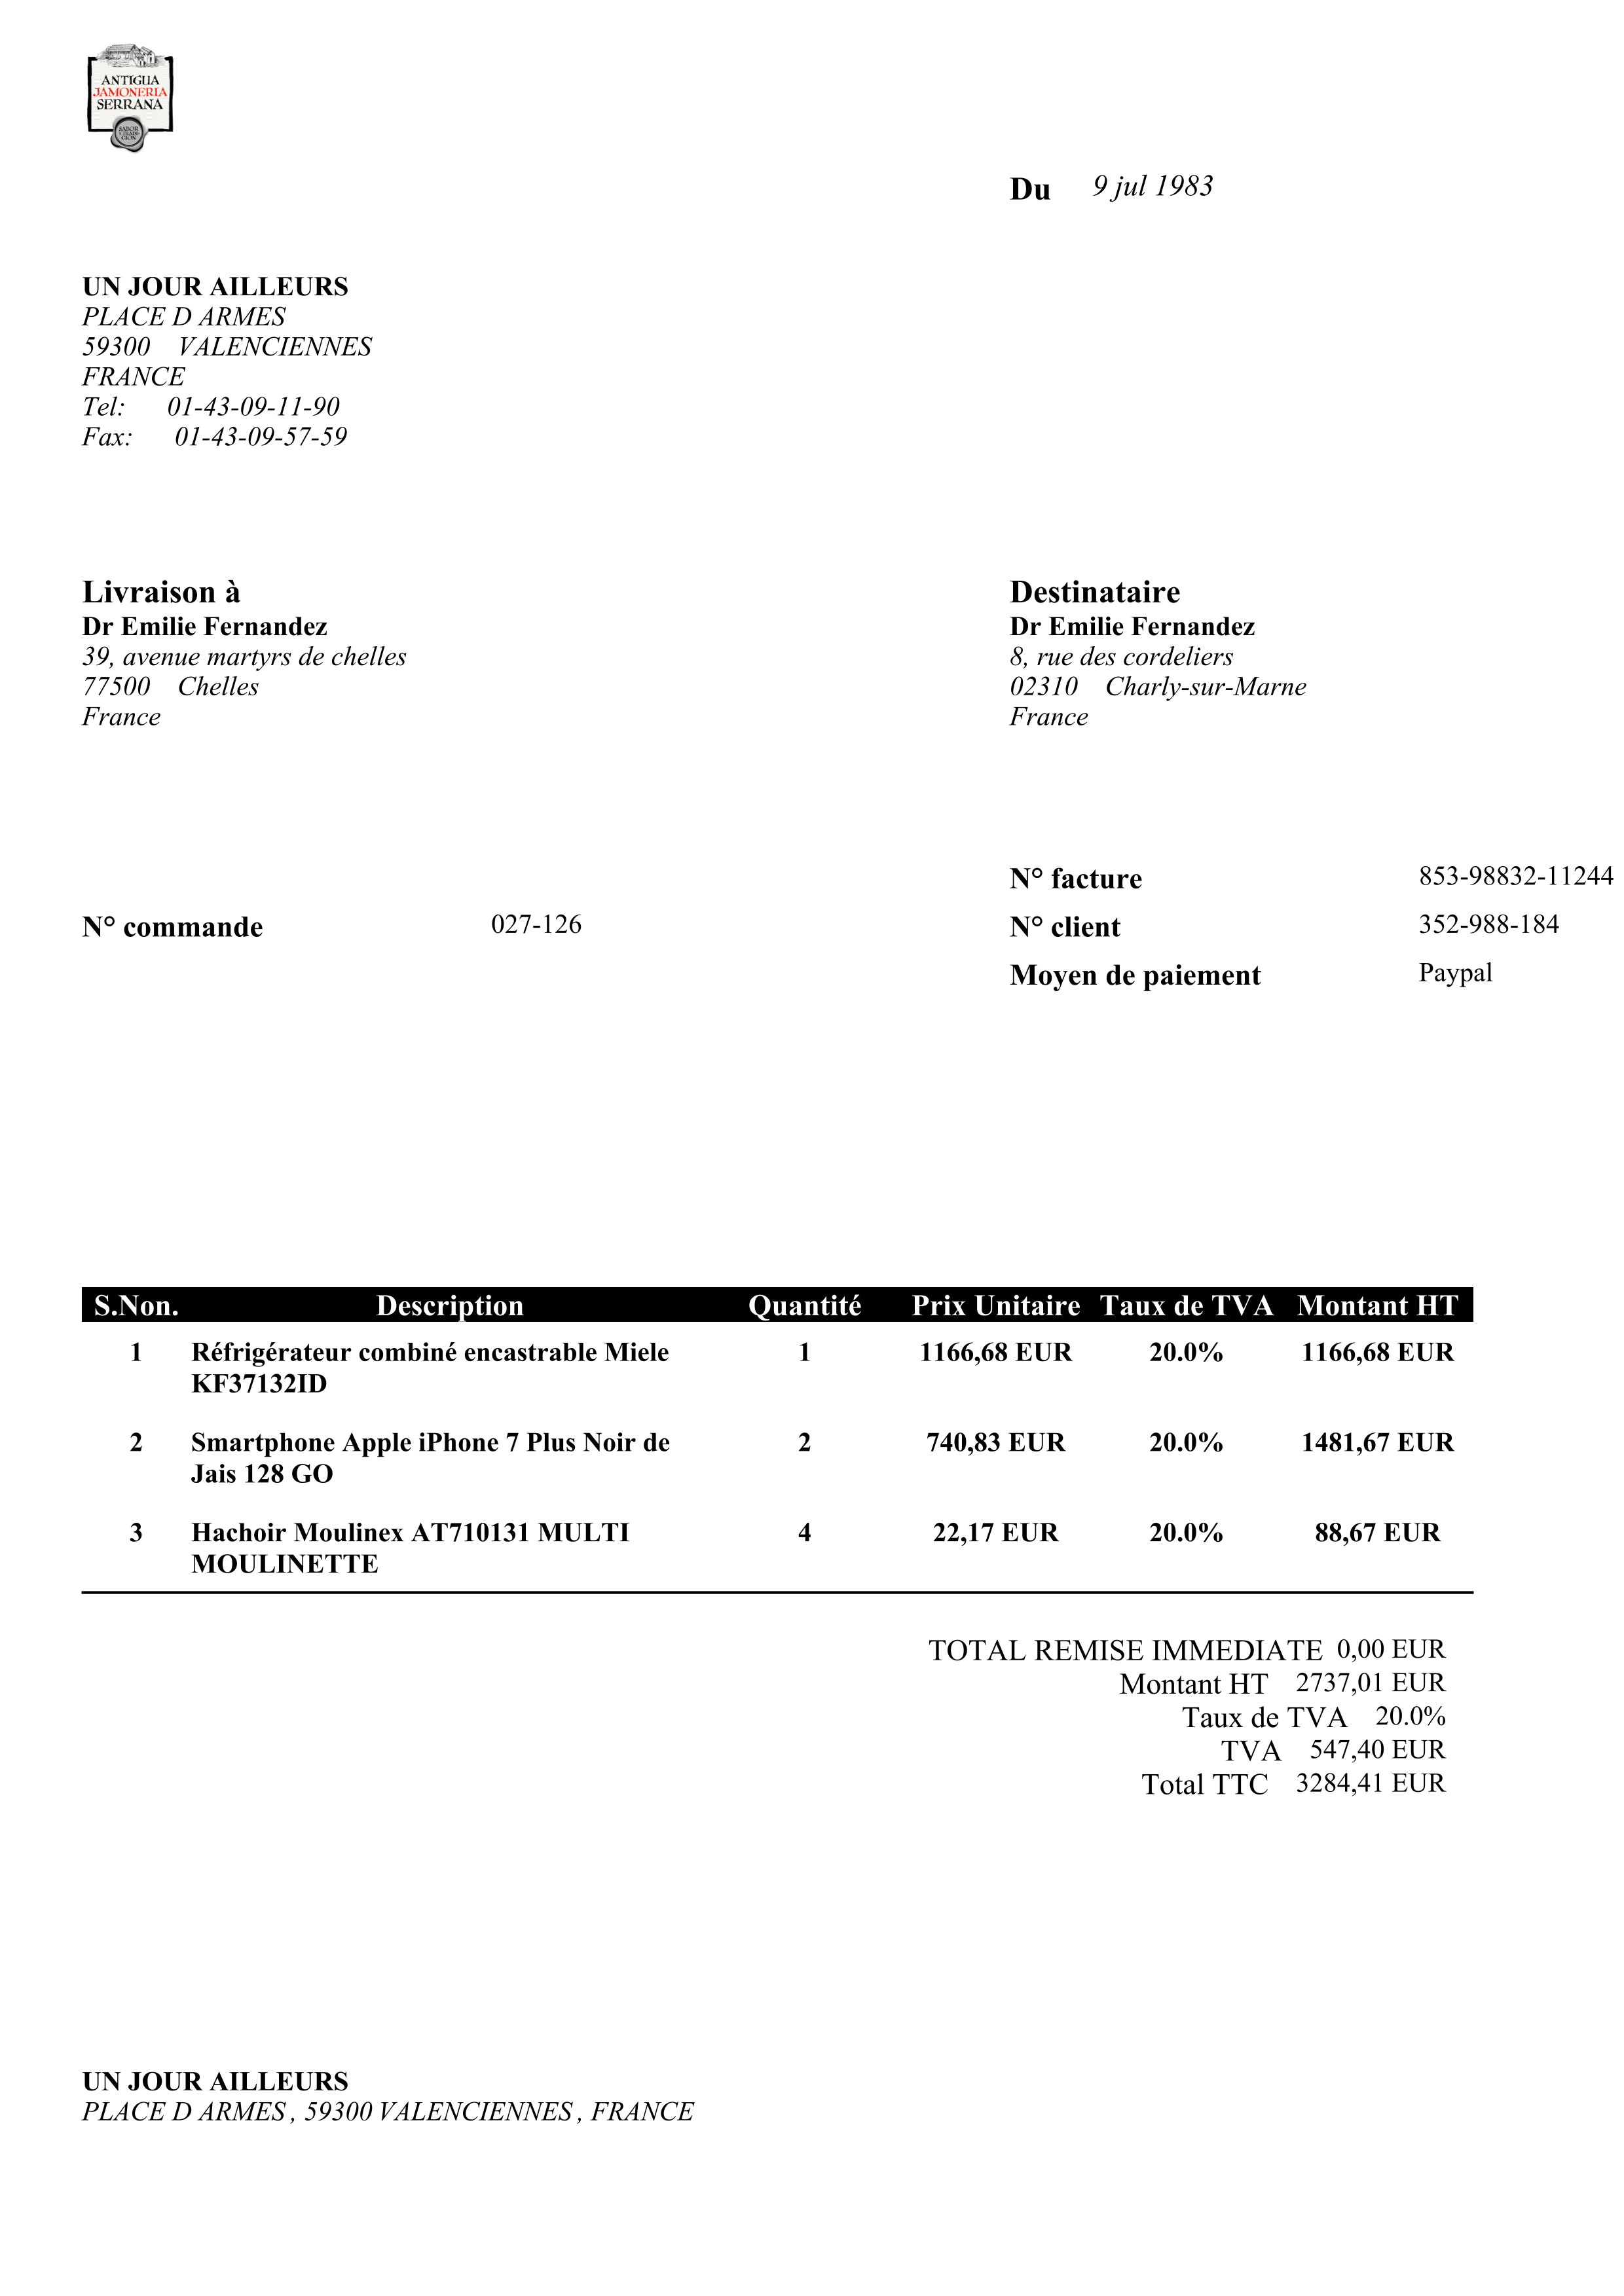 ANTIGUA
JAMONERIA
SERRANA
SABOR
Y TRADI-
CION
Du 9 jul 1983
UN JOUR AILLEURS
PLACE D ARMES
59300 VALENCIENNES
FRANCE
Tel: 01-43-09-11-90
Fax: 01-43-09-57-59
Livraison à
Dr Emilie Fernandez
39, avenue martyrs de chelles
77500 Chelles
France
Destinataire
Dr Emilie Fernandez
8, rue des cordeliers
02310 Charly-sur-Marne
France
N° facture 853-98832-11244
N° commande 027-126
N° client 352-988-184
Moyen de paiement Paypal
S.Non. Description Quantité Prix Unitaire Taux de TVA Montant HT
1 Réfrigérateur combiné encastrable Miele 1 1166,68 EUR 20.0% 1166,68 EUR
KF37132ID
2 Smartphone Apple iPhone 7 Plus Noir de 2 740,83 EUR 20.0% 1481,67 EUR
Jais 128 GO
3 Hachoir Moulinex AT710131 MULTI 4 22,17 EUR 20.0% 88,67 EUR
MOULINETTE
TOTAL REMISE IMMEDIATE 0,00 EUR
Montant HT 2737,01 EUR
Taux de TVA 20.0%
TVA 547,40 EUR
Total TTC 3284,41 EUR
UN JOUR AILLEURS
PLACE D ARMES , 59300 VALENCIENNES , FRANCE